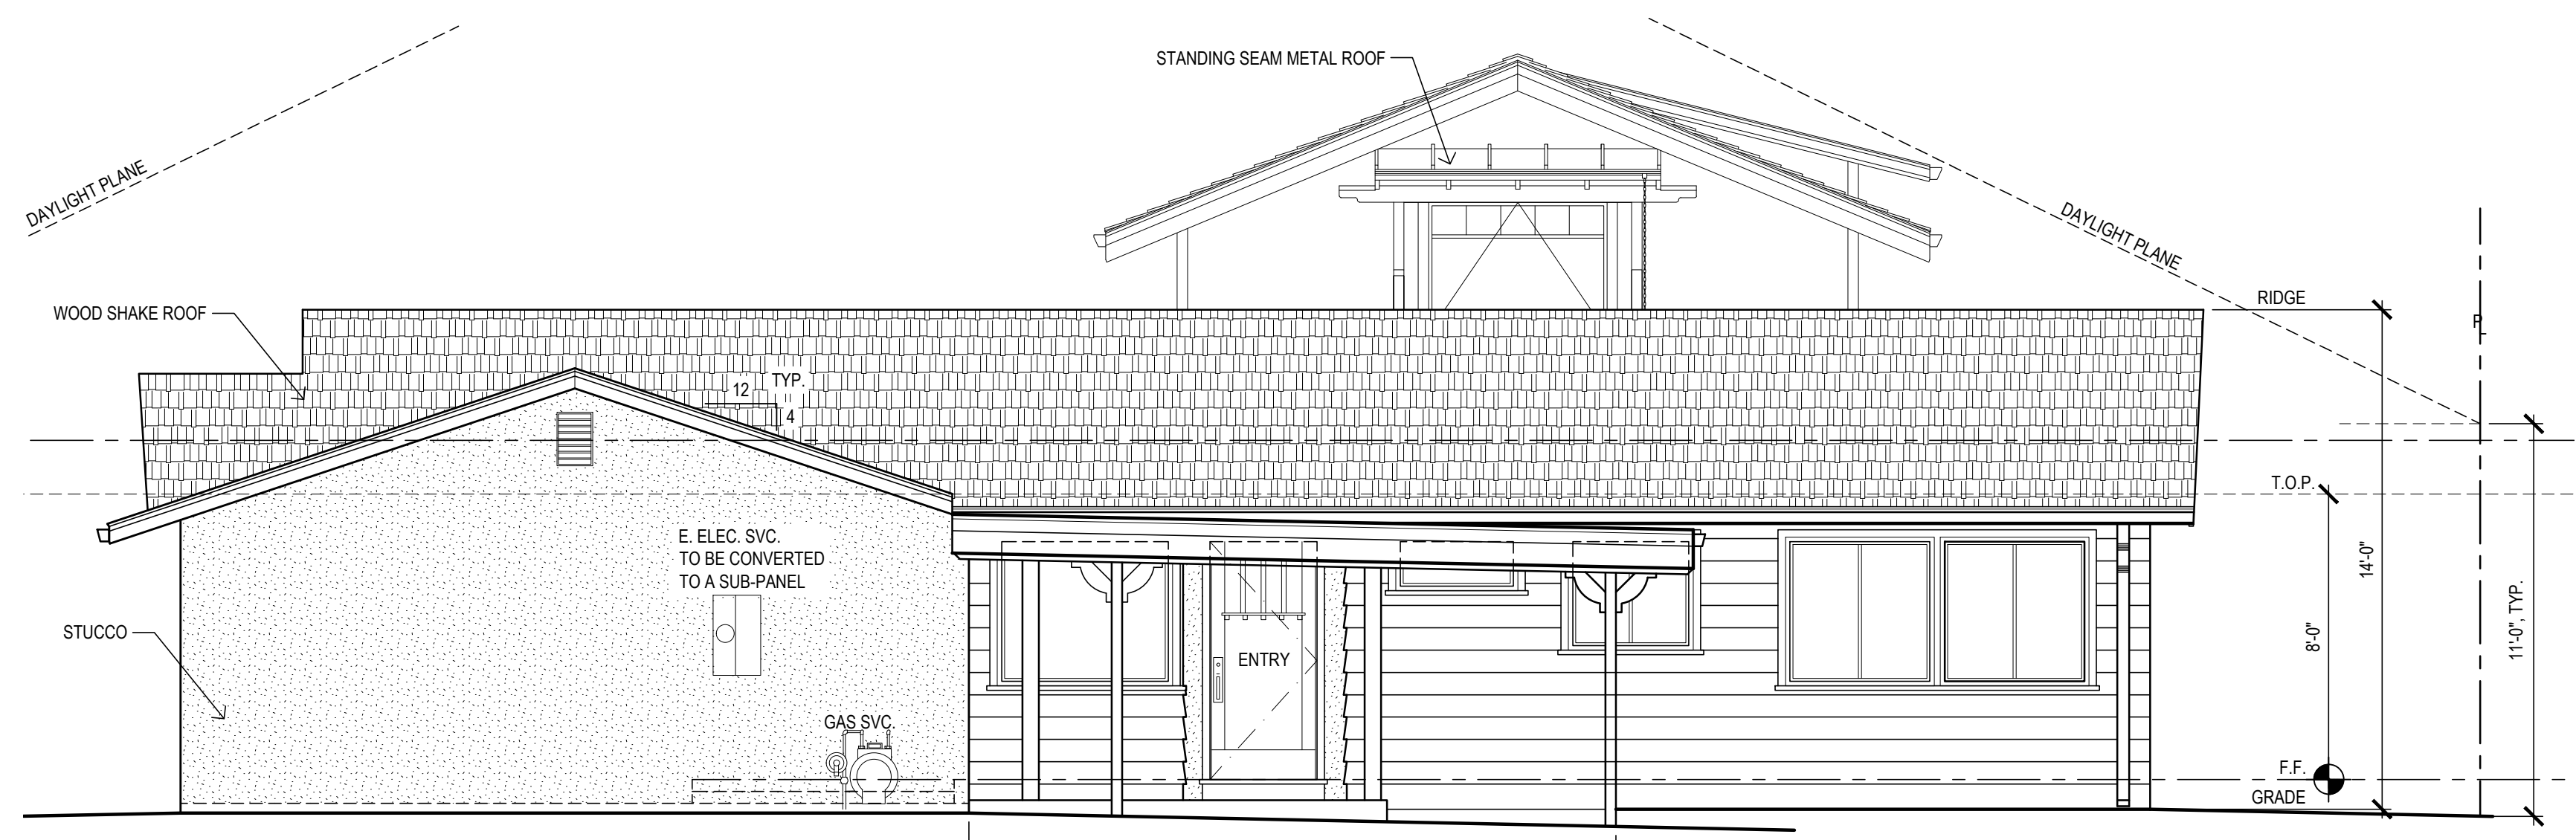 STANDING SEAM METAL ROOF
DAYLIGHT PLANE
DAYLIGHT PLANE
WOOD SHAKE ROOF
RIDGE
PL
12
TYP.
4
T.O.P.
E. ELEC. SVC.
TO BE CONVERTED
TO A SUB-PANEL
14'-0"
8'-0"
11'-0", TYP.
STUCCO
ENTRY
GAS SVC.
F.F.
GRADE